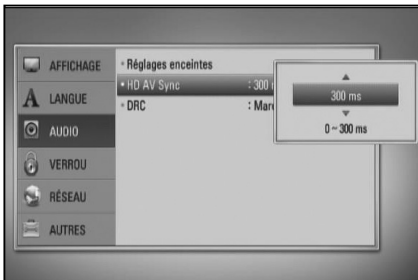 AFFICHAGE
LANGUE
AUDIO
VERROU
RÉSEAU
AUTRES
Réglages enceintes
HD AV Sync : 300
DRC : Mar
300 ms
0 ~ 300 ms